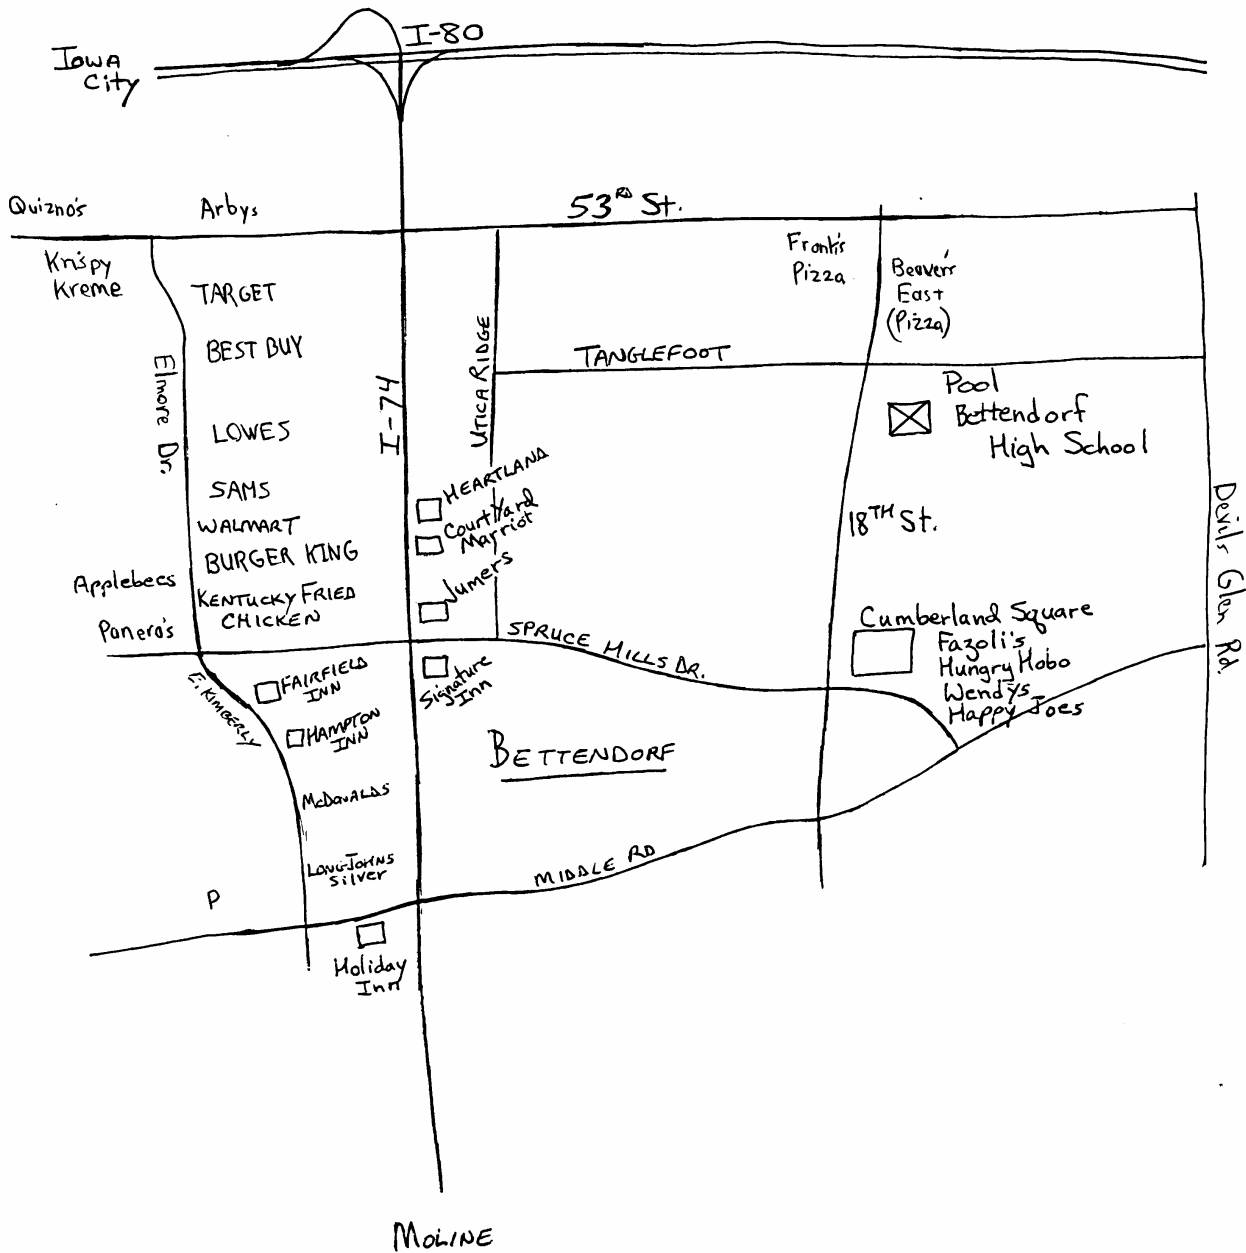 I-80
Iowa
City
Quizno's
Arbys
53RD St.
Krispy
Kreme
TARGET
BEST BUY
Elmore Dr.
LOWES
SAMS
WALMART
BURGER KING
KENTUCKY FRIED
CHICKEN
Applebees
Panera's
I-74
UTICA RIDGE
TANGLEFOOT
Frank's
Pizza
Beaver's
East
(Pizza)
Pool
Bettendorf
High School
HEARTLAND
CourtYard
Marriot
Jumers
18TH St.
Devils Glen Rd.
Cumberland Square
Fazoli's
Hungry Hobo
Wendys
Happy Joes
SPRUCE HILLS DR.
E. KIMBERLY
FAIRFIELD
INN
Signature
Inn
HAMPTON
INN
BETTENDORF
McDONALDS
LONG JOHNS
Silver
MIDDLE RD
P
Holiday
Inn
MOLINE